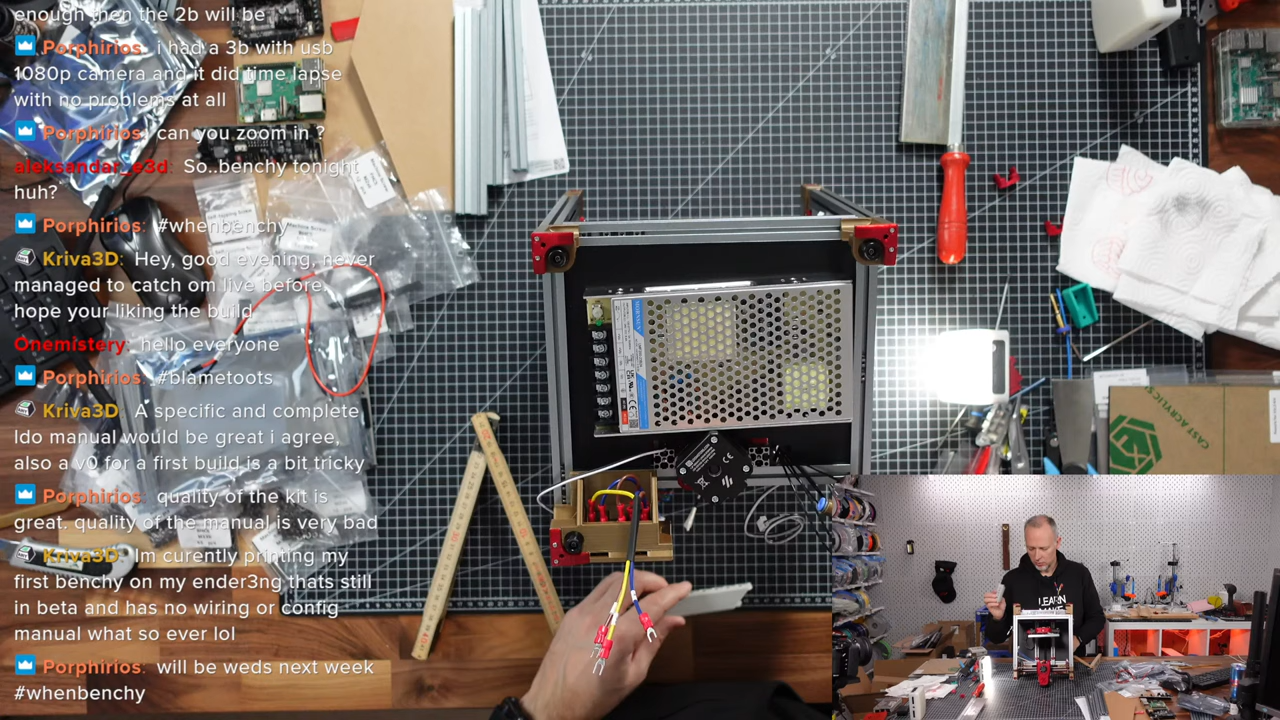 enough then the 2b will be
Porphirios: i had a 3b with usb
1080p camera and it did time lapse
with no problems at all
Porphirios: can you zoom in ?
aleksandar_e3d: So..benchy tonight
huh?
Porphirios: #whenbenchy
Kriva3D: Hey, good evening, never
managed to catch om live before,
hope your liking the build
Onemistery: hello everyone
Porphirios: #blametoots
Kriva3D: A specific and complete
ldo manual would be great i agree,
also a v0 for a first build is a bit tricky
Porphirios: quality of the kit is
great. quality of the manual is very bad
Kriva3D: Im curently printing my
first benchy on my ender3ng thats still
in beta and has no wiring or config
manual what so ever lol
Porphirios: will be weds next week
#whenbenchy
CAST ACRYLICS
LEARN